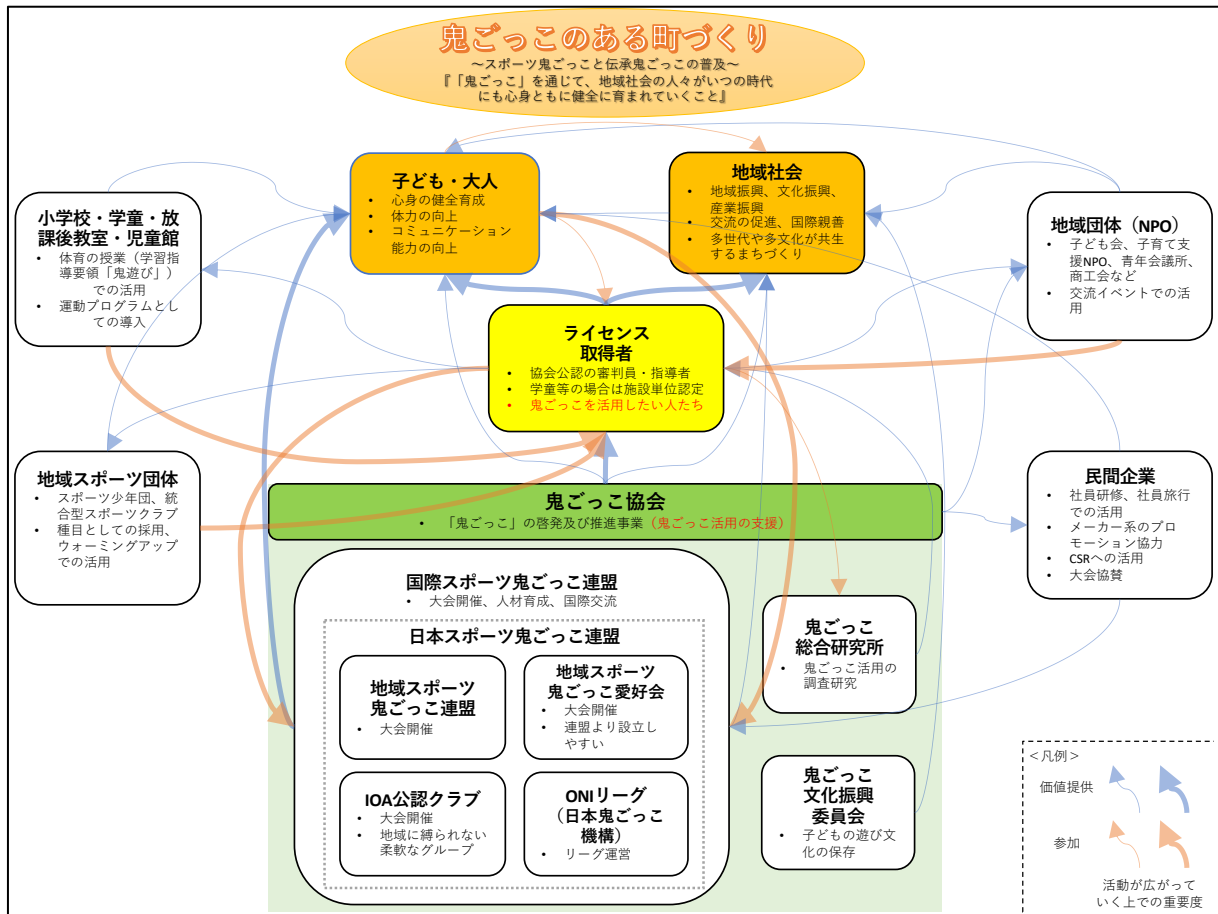 鬼ごっこのある町づくり
～スポーツ鬼ごっこと伝承鬼ごっこの普及～
『「鬼ごっこ」を通じて、地域社会の人々がいつの時代
にも心身ともに健全に育まれていくこと』
子ども・大人
• 心身の健全育成
• 体力の向上
• コミュニケーション
能力の向上
地域社会
• 地域振興、文化振興、
産業振興
• 交流の促進、国際親善
• 多世代や多文化が共生
するまちづくり
小学校・学童・放
課後教室・児童館
• 体育の授業（学習指
導要領「鬼遊び」）
での活用
• 運動プログラムとし
ての導入
地域団体（NPO）
• 子ども会、子育て支
援NPO、青年会議所、
商工会など
• 交流イベントでの活
用
ライセンス
取得者
• 協会公認の審判員・指導者
• 学童等の場合は施設単位認定
• 鬼ごっこを活用したい人たち
地域スポーツ団体
• スポーツ少年団、統
合型スポーツクラブ
• 種目としての採用、
ウォーミングアップ
での活用
民間企業
• 社員研修、社員旅行
での活用
• メーカー系のプロ
モーション協力
• CSRへの活用
• 大会協賛
鬼ごっこ協会
• 「鬼ごっこ」の啓発及び推進事業（鬼ごっこ活用の支援）
国際スポーツ鬼ごっこ連盟
• 大会開催、人材育成、国際交流
日本スポーツ鬼ごっこ連盟
地域スポーツ
鬼ごっこ連盟
• 大会開催
地域スポーツ
鬼ごっこ愛好会
• 大会開催
• 連盟より設立し
やすい
IOA公認クラブ
• 大会開催
• 地域に縛られない
柔軟なグループ
ONIリーグ
（日本鬼ごっこ
機構）
• リーグ運営
鬼ごっこ
総合研究所
• 鬼ごっこ活用の
調査研究
鬼ごっこ
文化振興
委員会
• 子どもの遊び文
化の保存
＜凡例＞
価値提供
参加
活動が広がって
いく上での重要度